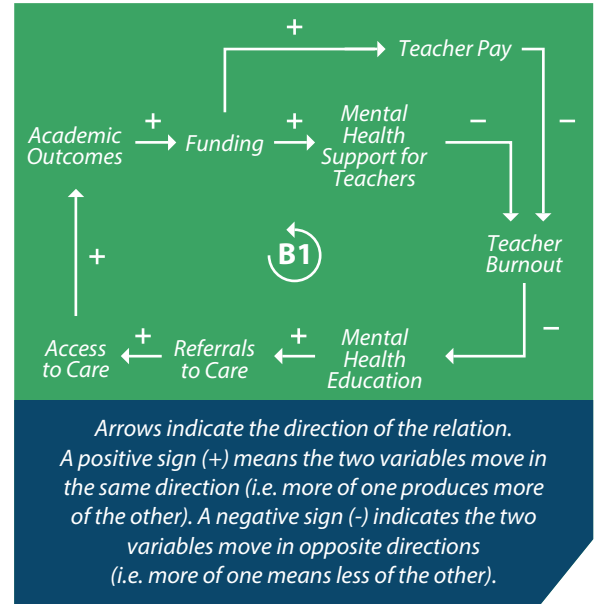 +
Teacher Pay
Academic
Outcomes
+
Funding
+
Mental
Health
Support for
Teachers
–
–
B1
+
Teacher
Burnout
Access
to Care
+
Referrals
to Care
+
Mental
Health
Education
–
Arrows indicate the direction of the relation.
A positive sign (+) means the two variables move in
the same direction (i.e. more of one produces more
of the other). A negative sign (-) indicates the two
variables move in opposite directions
(i.e. more of one means less of the other).